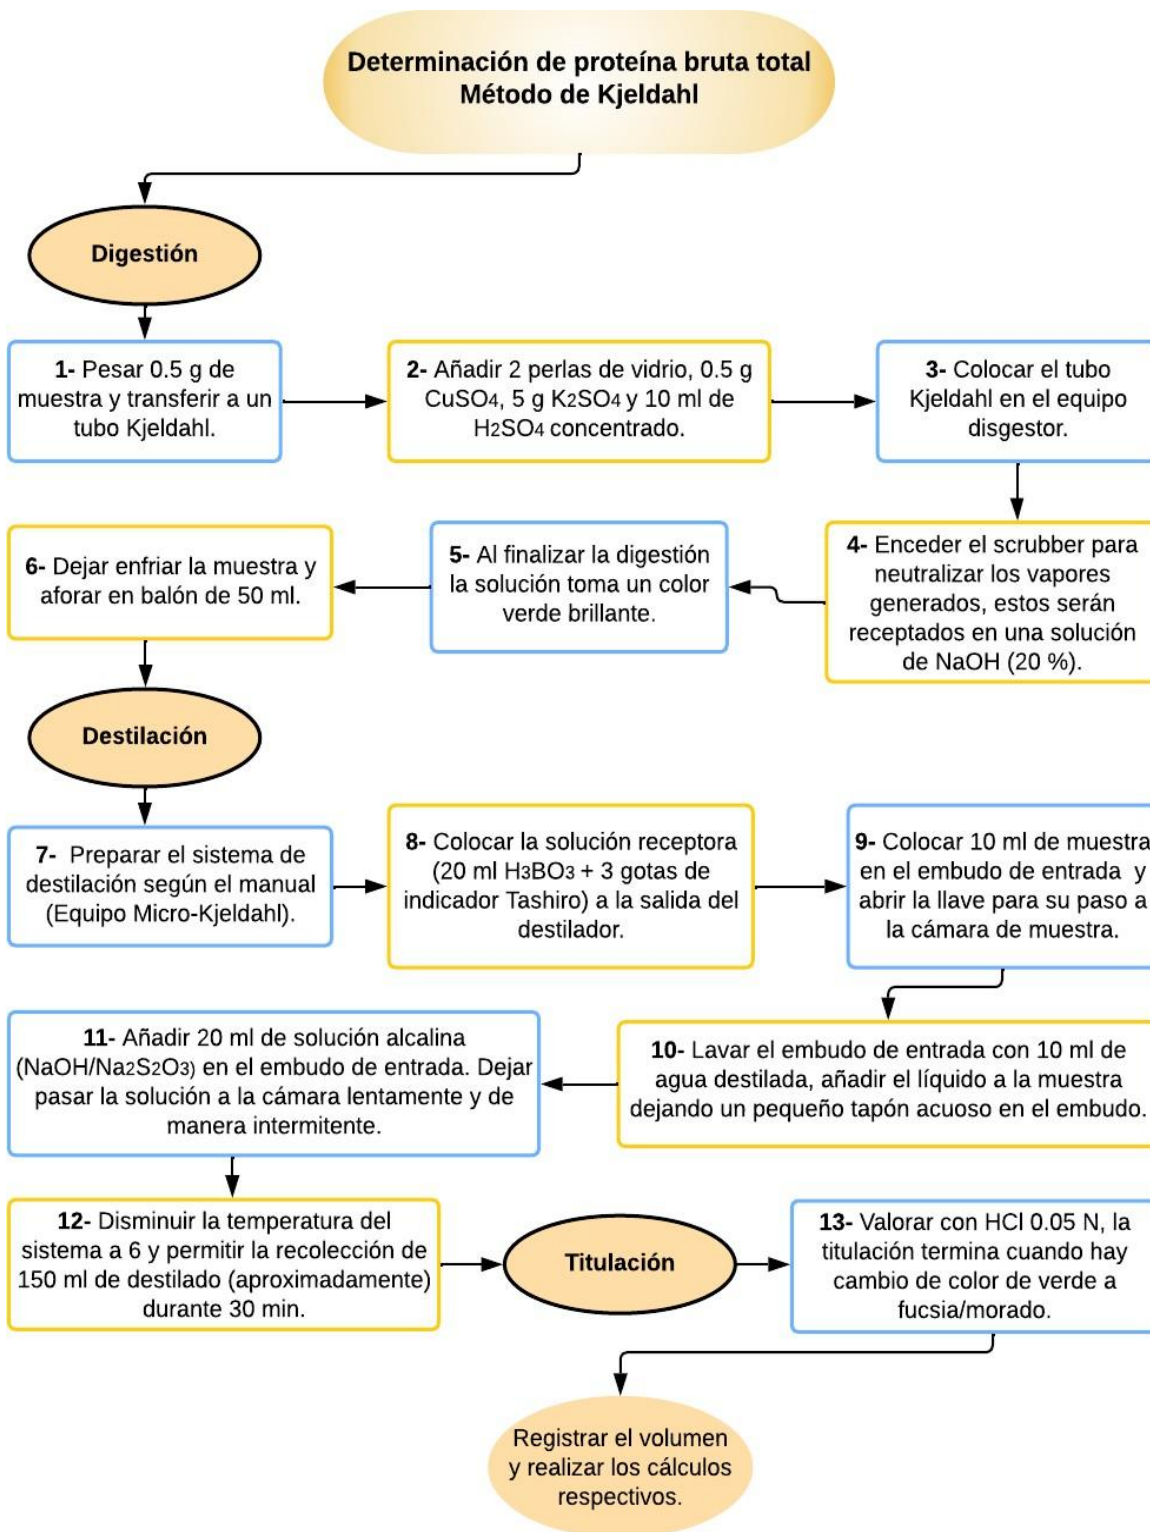 Determinación de proteína bruta total
Método de Kjeldahl
Digestión
1- Pesar 0.5 g de
muestra y transferir a un
tubo Kjeldahl.
2- Añadir 2 perlas de vidrio, 0.5 g
CuSO4, 5 g K2SO4 y 10 ml de
H2SO4 concentrado.
3- Colocar el tubo
Kjeldahl en el equipo
disgestor.
4- Enceder el scrubber para
neutralizar los vapores
generados, estos serán
receptados en una solución
de NaOH (20 %).
5- Al finalizar la digestión
la solución toma un color
verde brillante.
6- Dejar enfriar la muestra y
aforar en balón de 50 ml.
Destilación
7- Preparar el sistema de
destilación según el manual
(Equipo Micro-Kjeldahl).
8- Colocar la solución receptora
(20 ml H3BO3 + 3 gotas de
indicador Tashiro) a la salida del
destilador.
9- Colocar 10 ml de muestra
en el embudo de entrada y
abrir la llave para su paso a
la cámara de muestra.
10- Lavar el embudo de entrada con 10 ml de
agua destilada, añadir el líquido a la muestra
dejando un pequeño tapón acuoso en el embudo.
11- Añadir 20 ml de solución alcalina
(NaOH/Na2S2O3) en el embudo de entrada. Dejar
pasar la solución a la cámara lentamente y de
manera intermitente.
12- Disminuir la temperatura del
sistema a 6 y permitir la recolección de
150 ml de destilado (aproximadamente)
durante 30 min.
Titulación
13- Valorar con HCl 0.05 N, la
titulación termina cuando hay
cambio de color de verde a
fucsia/morado.
Registrar el volumen
y realizar los cálculos
respectivos.